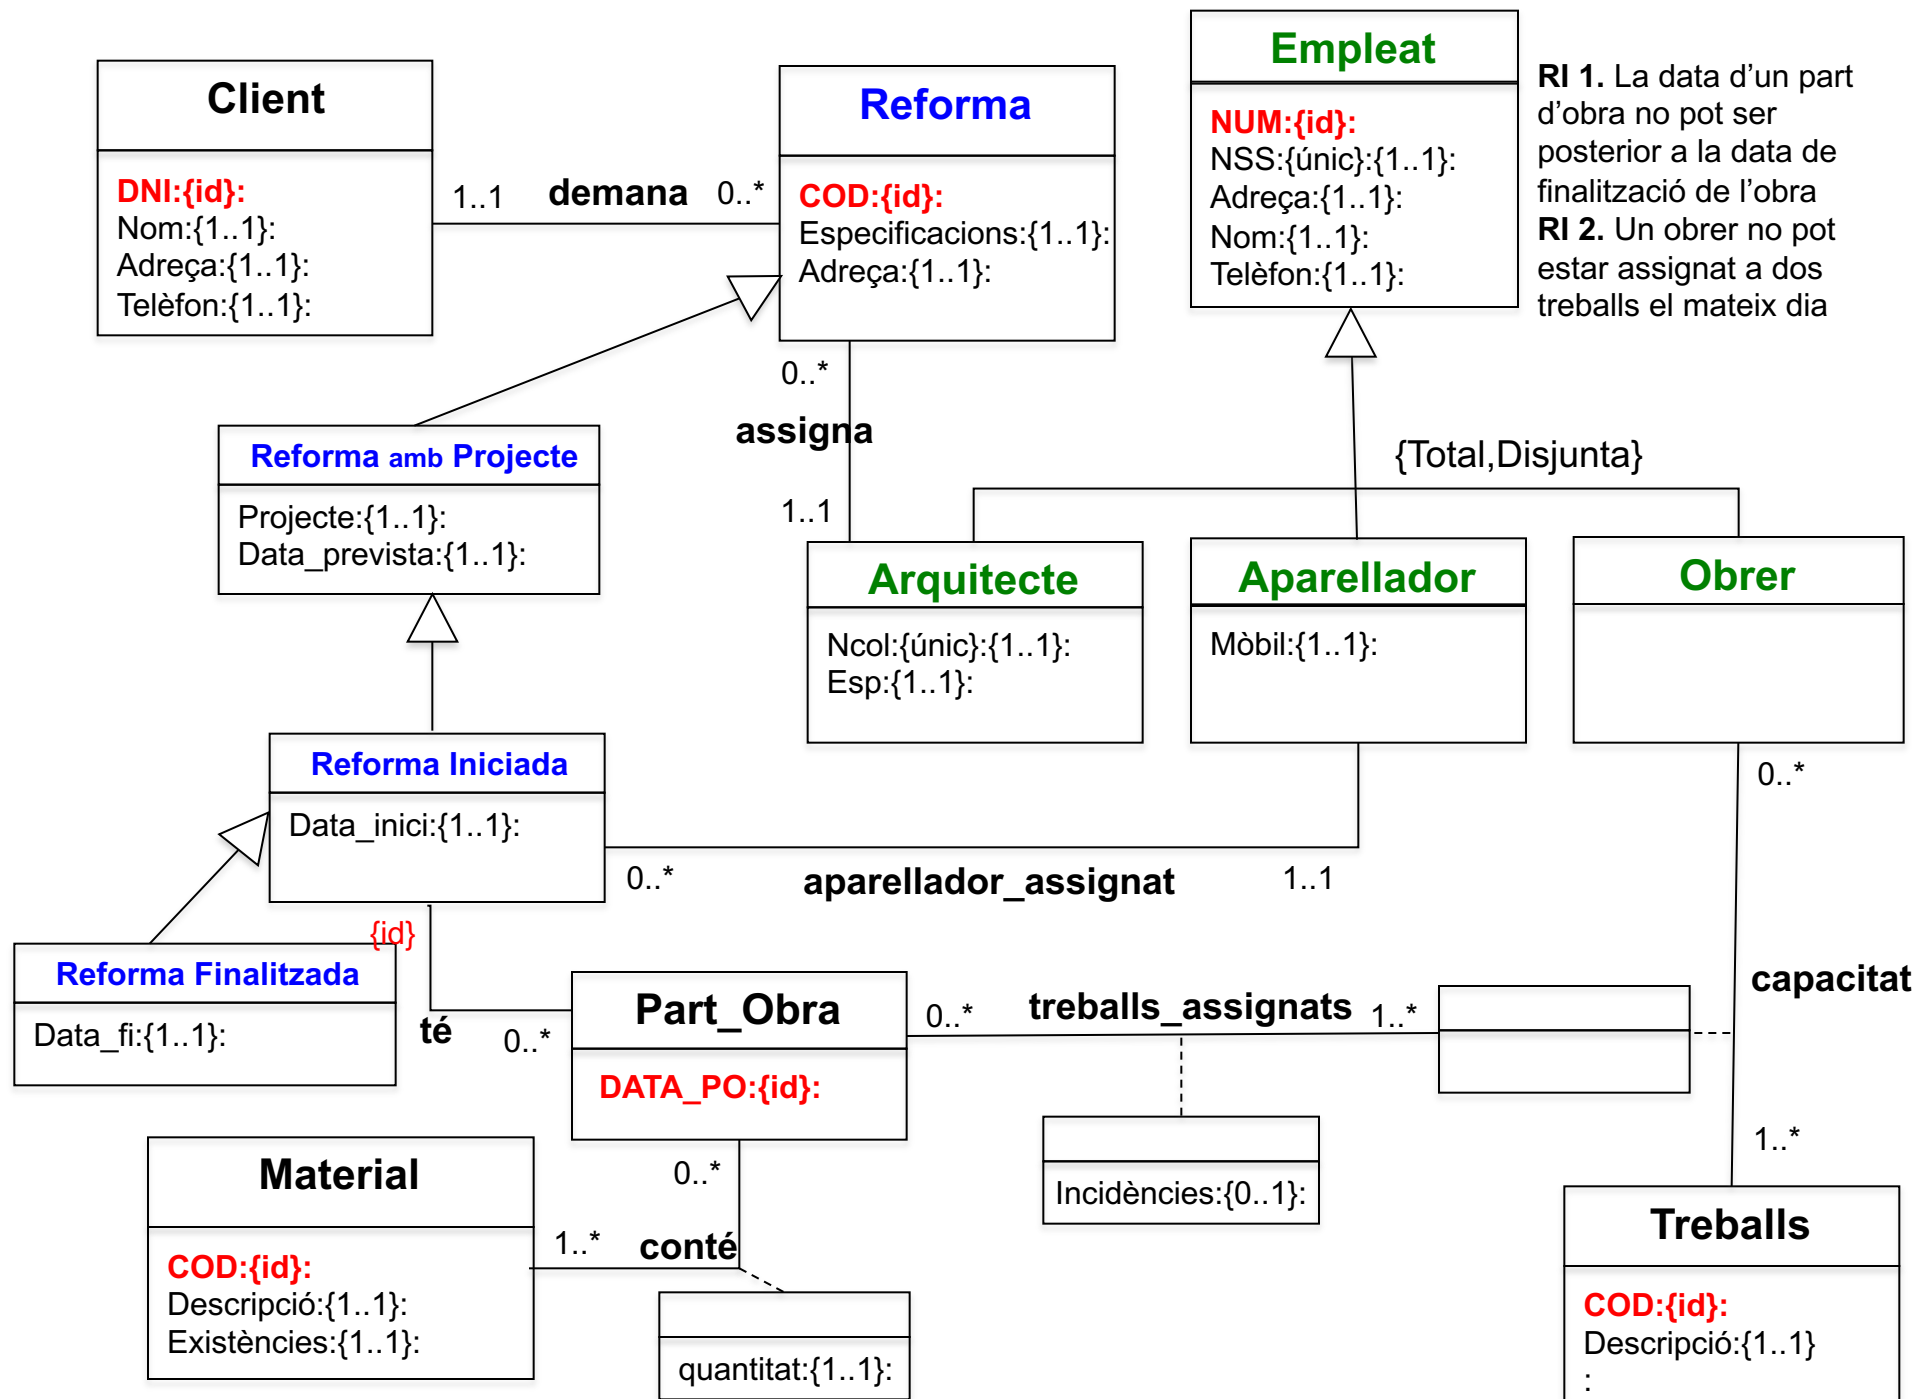 Client
DNI:{id}:
Nom:{1..1}:
Adreça:{1..1}:
Telèfon:{1..1}:
1..1
demana
0..*
Reforma
COD:{id}:
Especificacions:{1..1}:
Adreça:{1..1}:
Empleat
NUM:{id}:
NSS:{únic}:{1..1}:
Adreça:{1..1}:
Nom:{1..1}:
Telèfon:{1..1}:
RI 1. La data d’un part
d’obra no pot ser
posterior a la data de
finalització de l’obra
RI 2. Un obrer no pot
estar assignat a dos
treballs el mateix dia
0..*
assigna
1..1
{Total,Disjunta}
Reforma amb Projecte
Projecte:{1..1}:
Data_prevista:{1..1}:
Arquitecte
Ncol:{únic}:{1..1}:
Esp:{1..1}:
Aparellador
Mòbil:{1..1}:
Obrer
Reforma Iniciada
Data_inici:{1..1}:
0..*
aparellador_assignat
1..1
0..*
capacitat
1..*
{id}
té
0..*
Reforma Finalitzada
Data_fi:{1..1}:
Part_Obra
DATA_PO:{id}:
0..*
treballs_assignats
1..*
Incidències:{0..1}:
Material
COD:{id}:
Descripció:{1..1}:
Existències:{1..1}:
0..*
1..*
conté
quantitat:{1..1}:
Treballs
COD:{id}:
Descripció:{1..1}
: